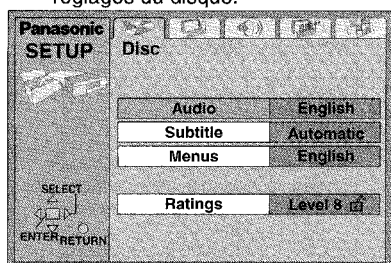 réglages du disque.
Panasonic
SETUP
Disc
Audio English
Subtitle Automatic
Menus English
Ratings Level 8
SELECT
ENTER RETURN